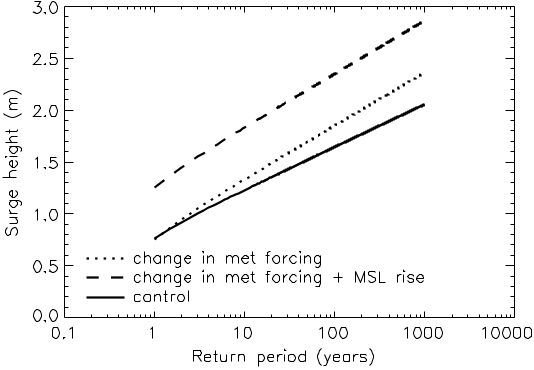 3.0
2.5
2.0
1.5
1.0
0.5
0.0
Surge height (m)
change in met forcing
change in met forcing + MSL rise
control
0.1 1 10 100 1000 10000
Return period (years)